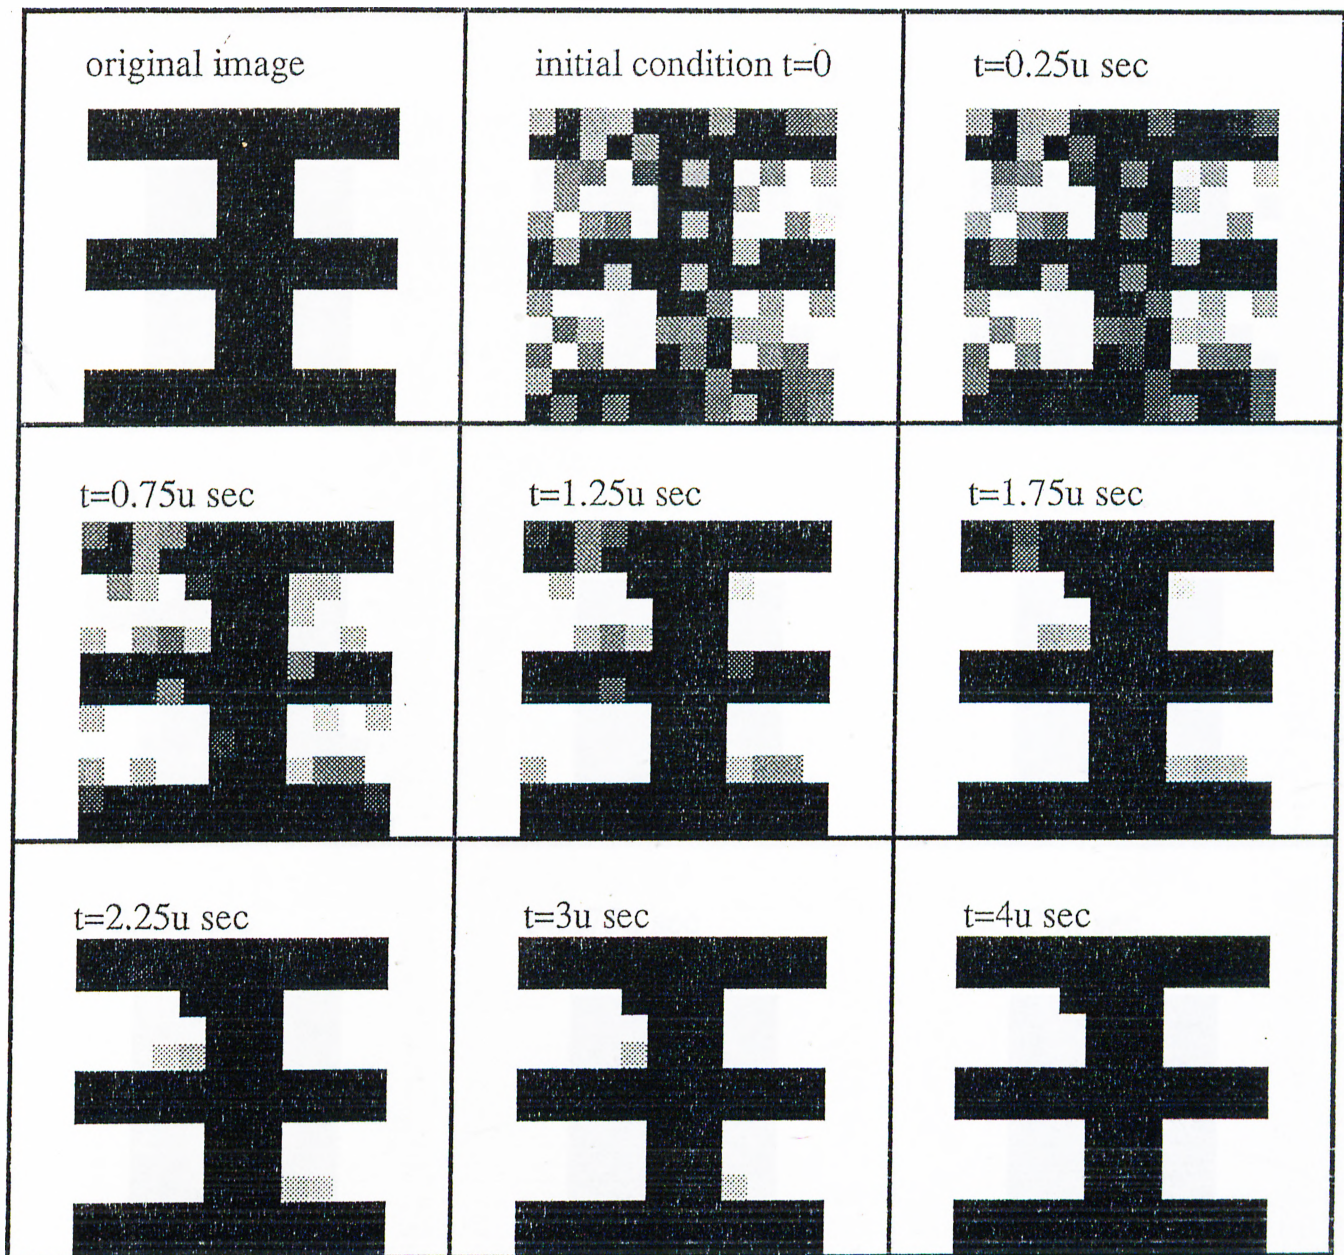 original image
initial condition t=0
t=0.25u sec
t=0.75u sec
t=1.25u sec
t=1.75u sec
t=2.25u sec
t=3u sec
t=4u sec